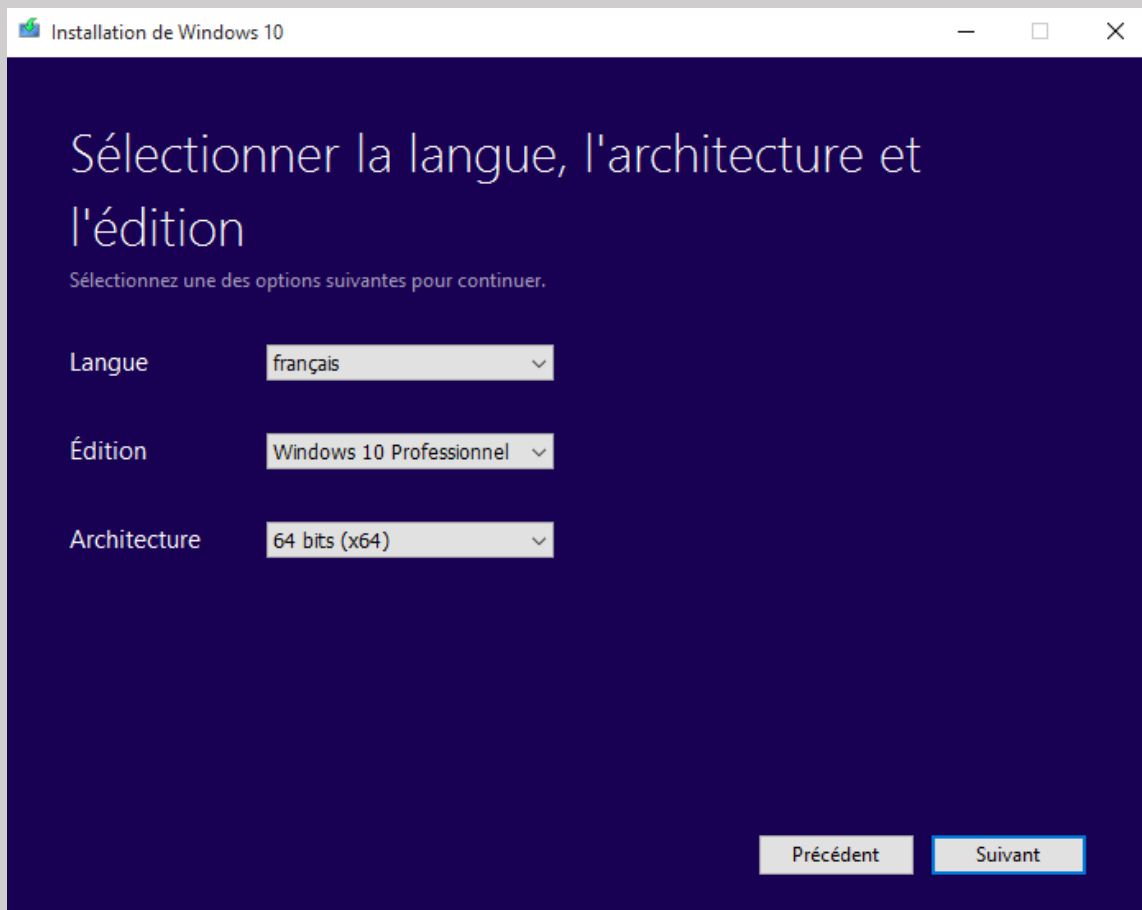 Installation de Windows 10
Sélectionner la langue, l'architecture et
l'édition
Sélectionnez une des options suivantes pour continuer.
Langue
français
Édition
Windows 10 Professionnel
Architecture
64 bits (x64)
Précédent
Suivant